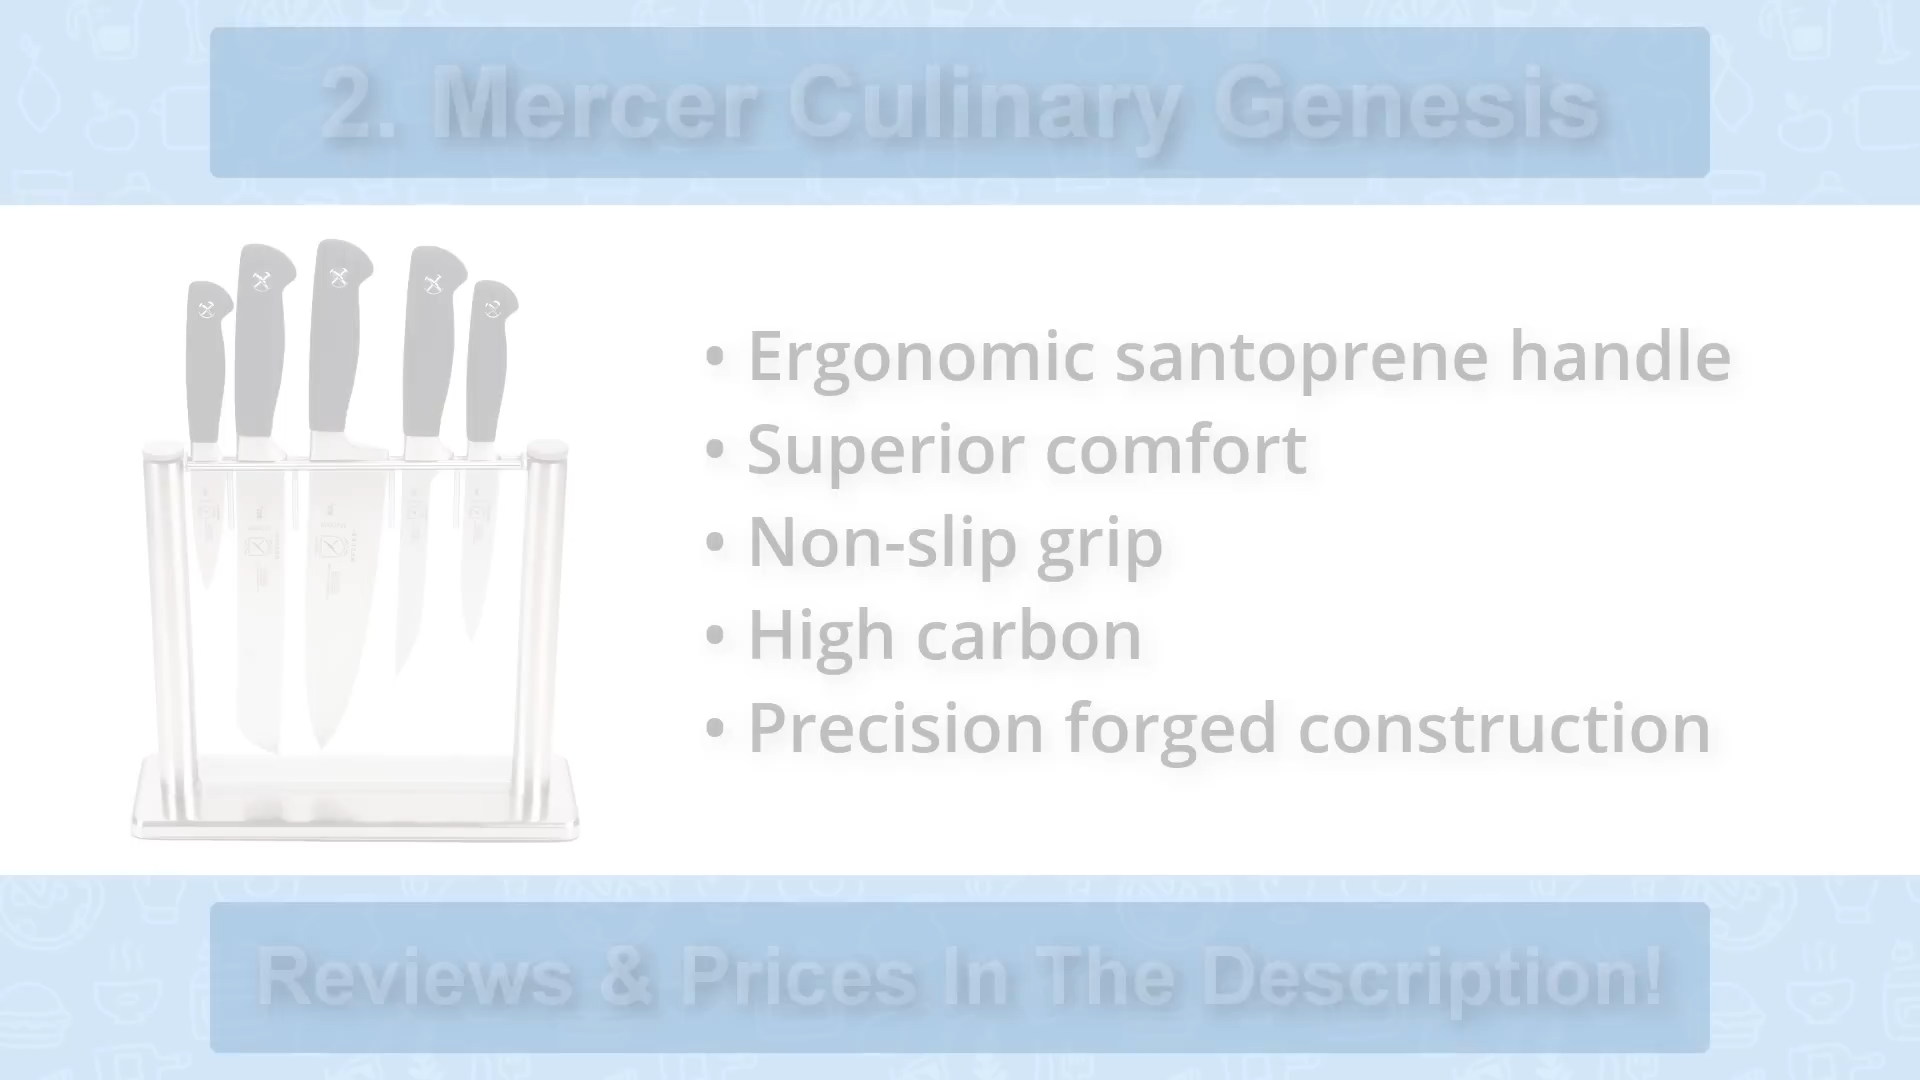 2. Mercer Culinary Genesis
• Ergonomic santoprene handle
• Superior comfort
• Non-slip grip
• High carbon
• Precision forged construction
Reviews & Prices In The Description!